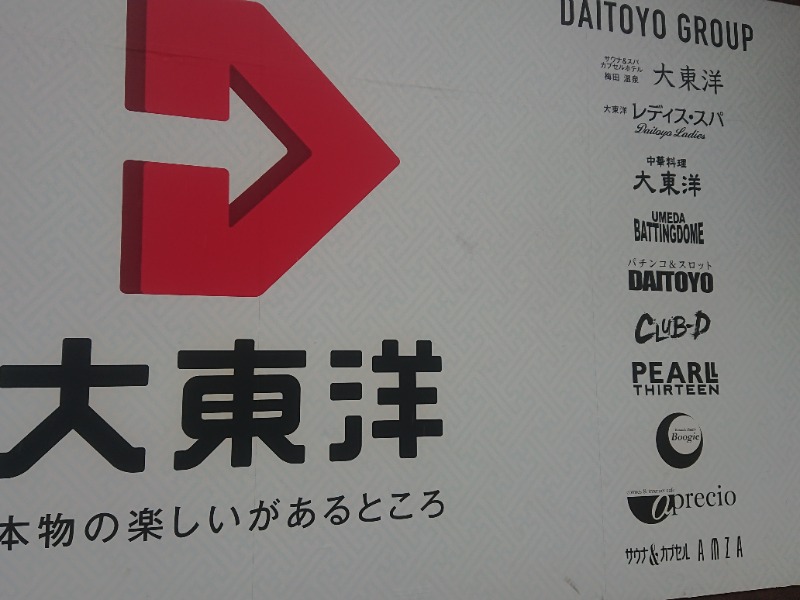 大東洋
本物の楽しいがあるところ
DAITOYO GROUP
サウナ&スパ
カプセルホテル
梅田 温泉
大東洋
大東洋 レディス・スパ
Daitoyo Ladies
中華料理
大東洋
UMEDA
BATTINGDOME
パチンコ&スロット
DAITOYO
CLUB-D
PEARLL
THIRTEEN
Boogie
aprecio
サウナ&カプセル AMZA